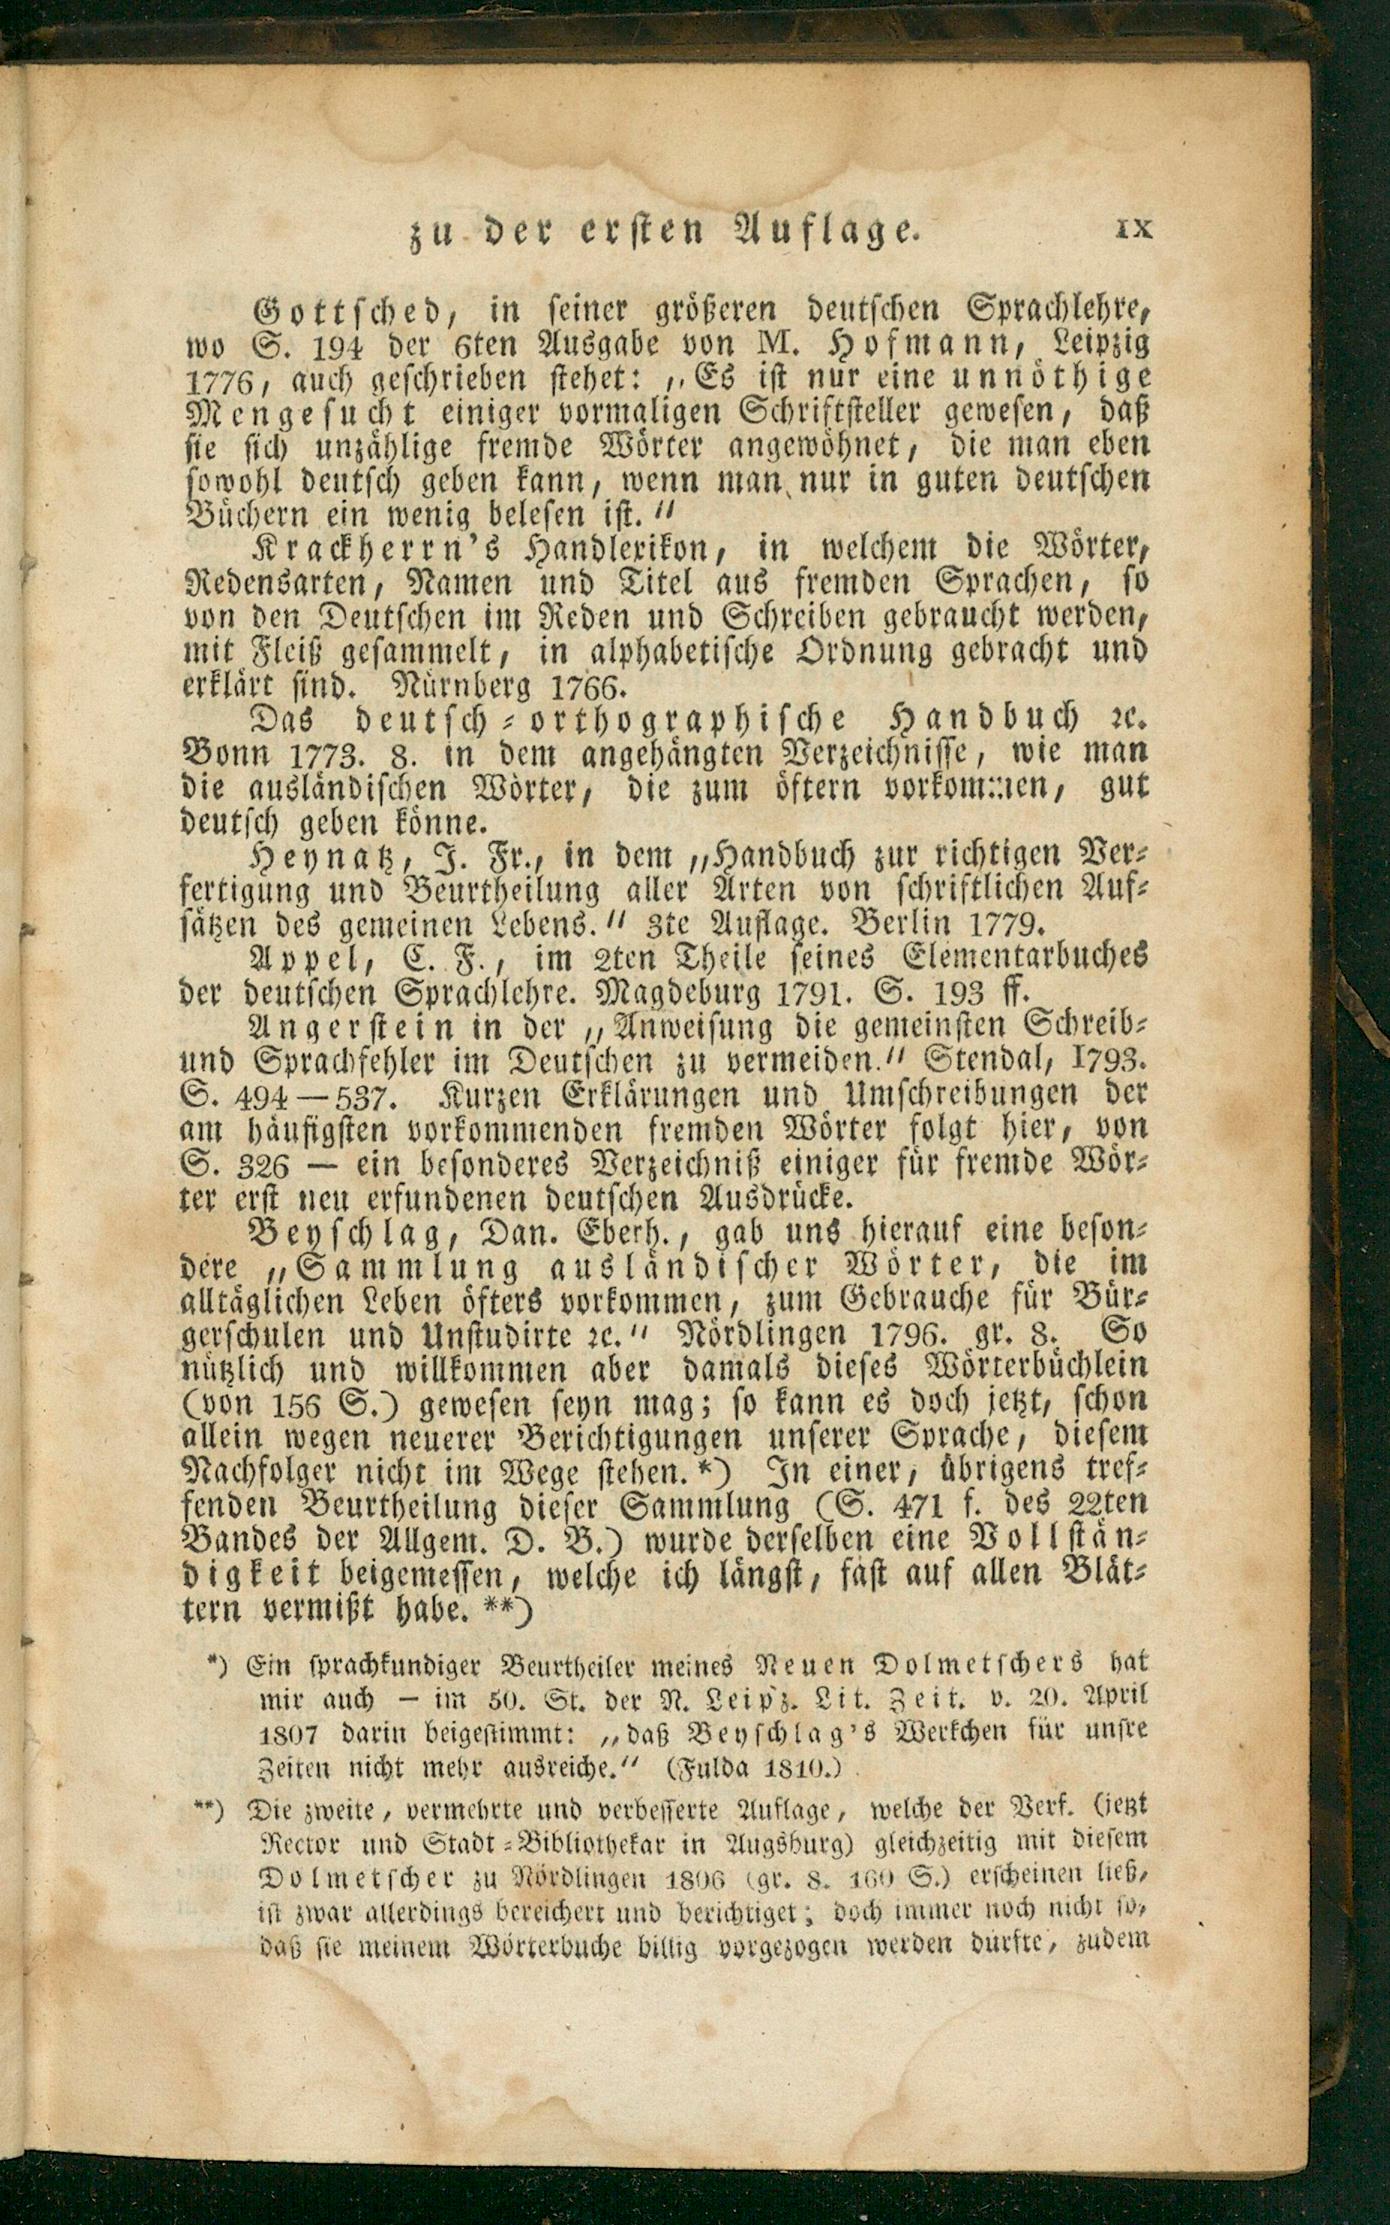 zu der ersten Auflage. IX
Gottsched, in seiner größeren deutschen Sprachlehre,
wo S. 194 der 6ten Ausgabe von M. Hofmann, Leipzig
1776, auch geschrieben stehet: „Es ist nur eine unnöthige
Mengesucht einiger vormaligen Schriftsteller gewesen, daß
sie sich unzählige fremde Wörter angewöhnet, die man eben
sowohl deutsch geben kann, wenn man nur in guten deutschen
Büchern ein wenig belesen ist.“
Krackherrn's Handlexikon, in welchem die Wörter,
Redensarten, Namen und Titel aus fremden Sprachen, so
von den Deutschen im Reden und Schreiben gebraucht werden,
mit Fleiß gesammelt, in alphabetische Ordnung gebracht und
erklärt sind. Nürnberg 1766.
Das deutsch-orthographische Handbuch ꝛc.
Bonn 1773. 8. in dem angehängten Verzeichnisse, wie man
die ausländischen Wörter, die zum öftern vorkommen, gut
deutsch geben könne.
Heynatz, J. Fr., in dem „Handbuch zur richtigen Ver-
fertigung und Beurtheilung aller Arten von schriftlichen Auf-
sätzen des gemeinen Lebens.“ 3te Auflage. Berlin 1779.
Appel, C. F., im 2ten Theile seines Elementarbuches
der deutschen Sprachlehre. Magdeburg 1791. S. 193 ff.
Angerstein in der „Anweisung die gemeinsten Schreib-
und Sprachfehler im Deutschen zu vermeiden.“ Stendal, 1793.
S. 494—537. Kurzen Erklärungen und Umschreibungen der
am häufigsten vorkommenden fremden Wörter folgt hier, von
S. 326 — ein besonderes Verzeichniß einiger für fremde Wör-
ter erst neu erfundenen deutschen Ausdrücke.
Beyschlag, Dan. Eberh., gab uns hierauf eine beson-
dere „Sammlung ausländischer Wörter, die im
alltäglichen Leben öfters vorkommen, zum Gebrauche für Bür-
gerschulen und Unstudirte ꝛc.“ Nördlingen 1796. gr. 8. So
nützlich und willkommen aber damals dieses Wörterbüchlein
(von 156 S.) gewesen seyn mag; so kann es doch jetzt, schon
allein wegen neuerer Berichtigungen unserer Sprache, diesem
Nachfolger nicht im Wege stehen.*) In einer, übrigens tref-
fenden Beurtheilung dieser Sammlung (S. 471 f. des 22ten
Bandes der Allgem. D. B.) wurde derselben eine Vollstän-
digkeit beigemessen, welche ich längst, fast auf allen Blät-
tern vermißt habe. **)
*) Ein sprachkundiger Beurtheiler meines Neuen Dolmetschers hat
mir auch — im 50. St. der N. Leipz. Lit. Zeit. v. 20. April
1807 darin beigestimmt: „daß Beyschlag's Werkchen für unsre
Zeiten nicht mehr ausreiche.“ (Fulda 1810.)
**) Die zweite, vermehrte und verbesserte Auflage, welche der Verf. (jetzt
Rector und Stadt-Bibliothekar in Augsburg) gleichzeitig mit diesem
Dolmetscher zu Nördlingen 1806 (gr. 8. 160 S.) erscheinen ließ,
ist zwar allerdings bereichert und berichtiget; doch immer noch nicht so,
daß sie meinem Wörterbuche billig vorgezogen werden dürfte, zudem